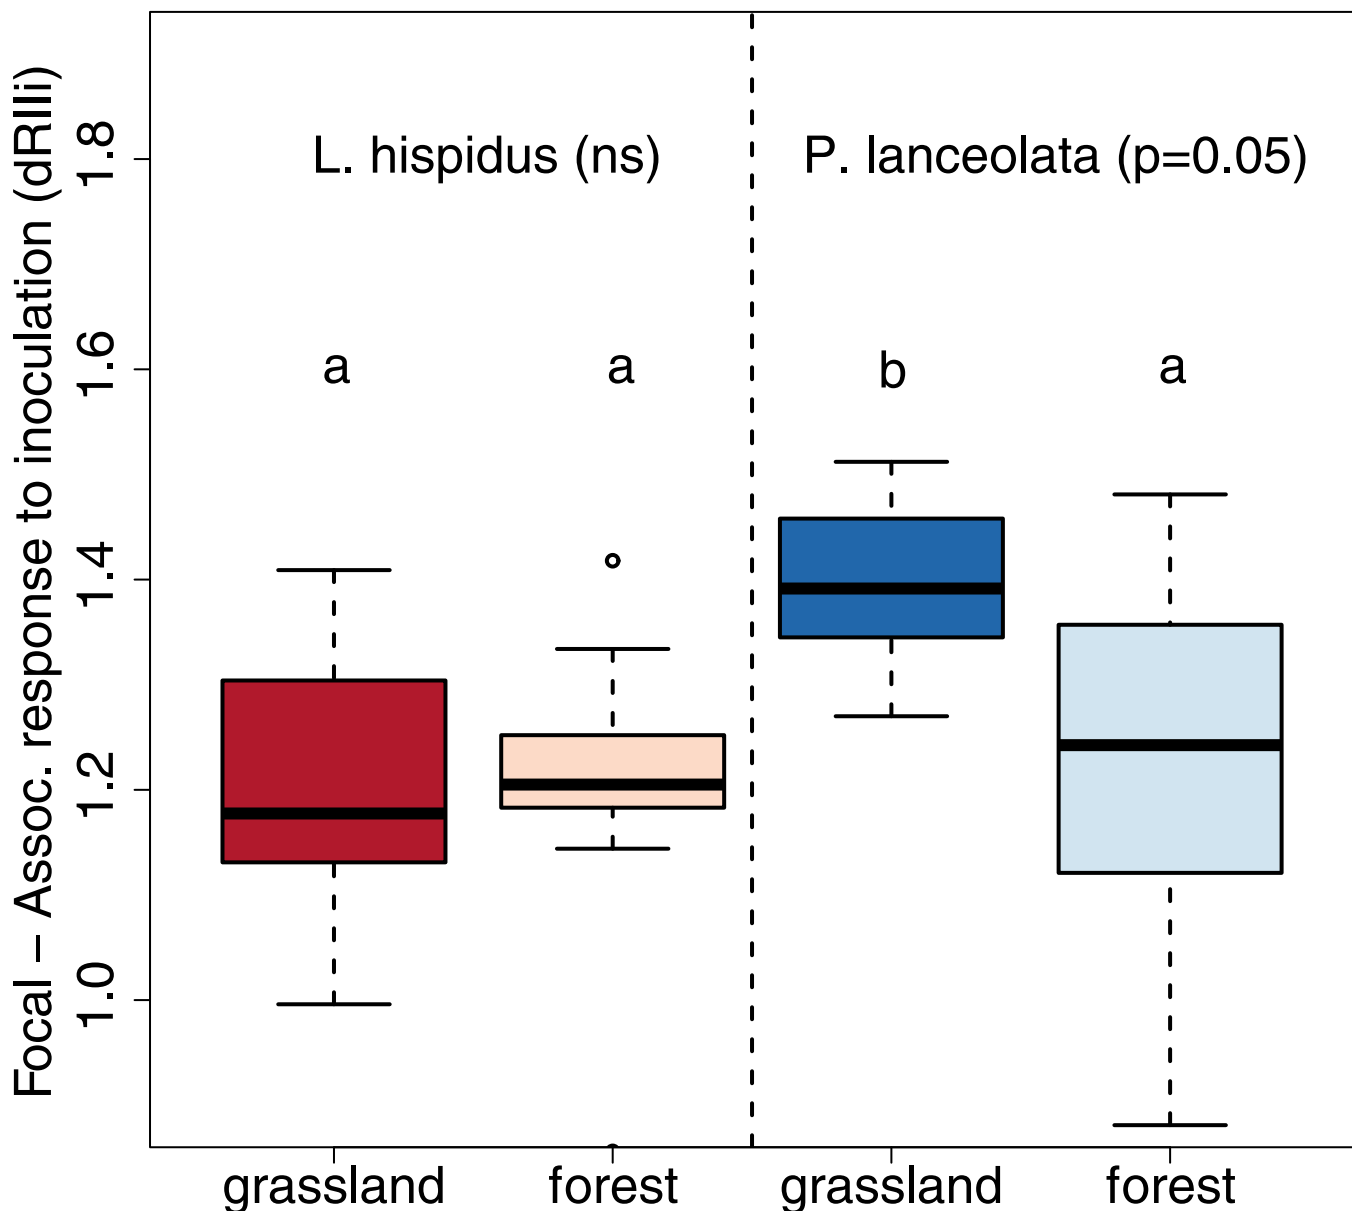 Focal – Assoc. response to inoculation (dRIIi)
1.8
1.6
1.4
1.2
1.0
L. hispidus (ns)
P. lanceolata (p=0.05)
a
a
b
a
grassland
forest
grassland
forest